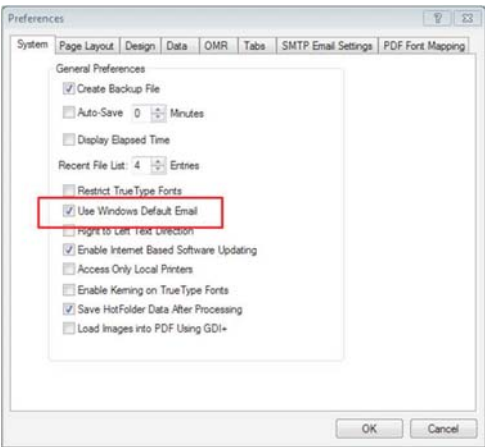 Preferences
System Page Layout Design Data OMR Tabs SMTP Email Settings PDF Font Mapping
General Preferences
Create Backup File
Auto-Save 0 Minutes
Display Elapsed Time
Recent File List: 4 Entries
Restrict TrueType Fonts
Use Windows Default Email
Right to Left Text Direction
Enable Internet Based Software Updating
Access Only Local Printers
Enable Kerning on TrueType Fonts
Save HotFolder Data After Processing
Load Images into PDF Using GDI+
OK Cancel